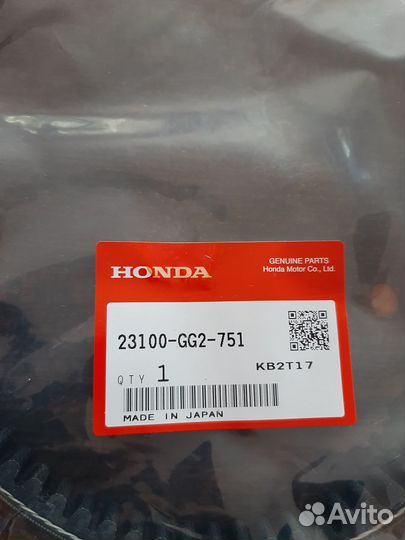 GENUINE PARTS
HONDA
Honda Motor Co., Ltd.
23100-GG2-751
QTY 1
KB2T17
MADE IN JAPAN
Avito